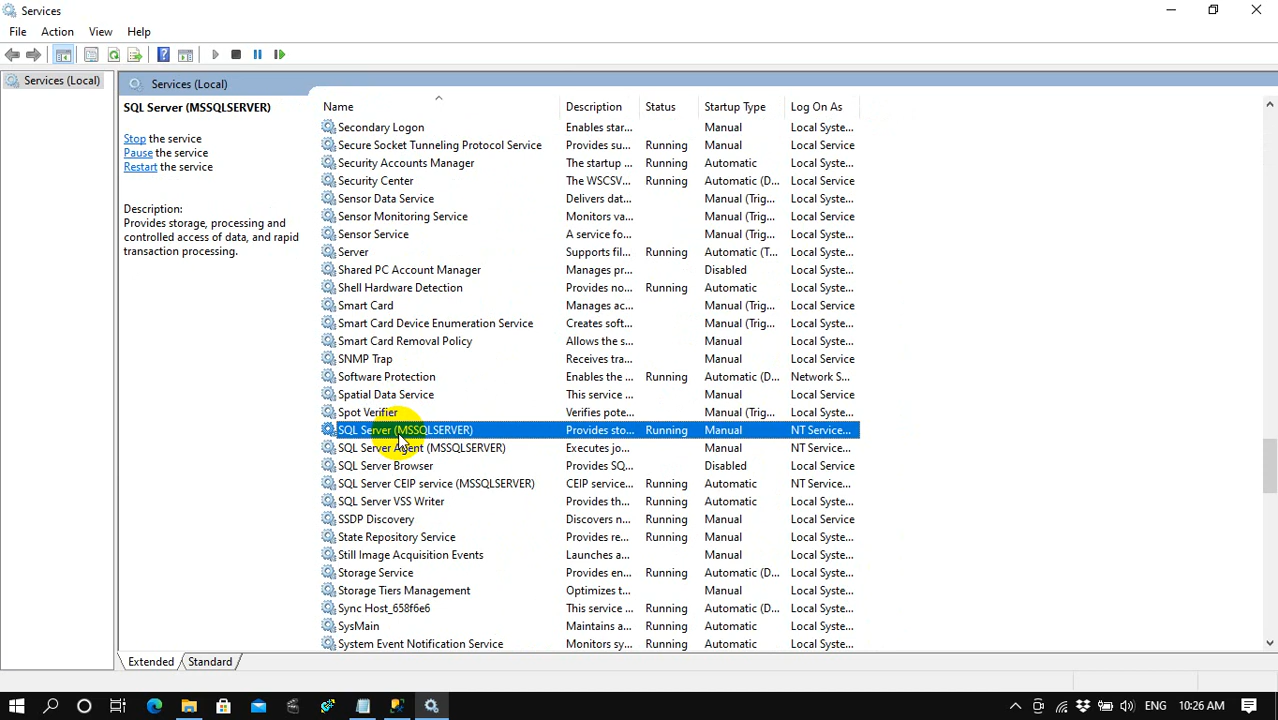 Services
File Action View Help
Services (Local)
Services (Local)
SQL Server (MSSQLSERVER)
Stop the service
Pause the service
Restart the service
Description:
Provides storage, processing and
controlled access of data, and rapid
transaction processing.
Name Description Status Startup Type Log On As
Secondary Logon Enables star... Manual Local Syste...
Secure Socket Tunneling Protocol Service Provides su... Running Manual Local Service
Security Accounts Manager The startup ... Running Automatic Local Syste...
Security Center The WSCSV... Running Automatic (D... Local Service
Sensor Data Service Delivers dat... Manual (Trig... Local Syste...
Sensor Monitoring Service Monitors va... Manual (Trig... Local Service
Sensor Service A service fo... Manual (Trig... Local Syste...
Server Supports fil... Running Automatic (T... Local Syste...
Shared PC Account Manager Manages pr... Disabled Local Syste...
Shell Hardware Detection Provides no... Running Automatic Local Syste...
Smart Card Manages ac... Manual (Trig... Local Service
Smart Card Device Enumeration Service Creates soft... Manual (Trig... Local Syste...
Smart Card Removal Policy Allows the s... Manual Local Syste...
SNMP Trap Receives tra... Manual Local Service
Software Protection Enables the ... Running Automatic (D... Network S...
Spatial Data Service This service ... Manual Local Service
Spot Verifier Verifies pote... Manual (Trig... Local Syste...
SQL Server (MSSQLSERVER) Provides sto... Running Manual NT Service...
SQL Server Agent (MSSQLSERVER) Executes jo... Manual NT Service...
SQL Server Browser Provides SQ... Disabled Local Service
SQL Server CEIP service (MSSQLSERVER) CEIP service... Running Automatic NT Service...
SQL Server VSS Writer Provides th... Running Automatic Local Syste...
SSDP Discovery Discovers n... Running Manual Local Service
State Repository Service Provides re... Running Manual Local Syste...
Still Image Acquisition Events Launches a... Manual Local Syste...
Storage Service Provides en... Running Automatic (D... Local Syste...
Storage Tiers Management Optimizes t... Manual Local Syste...
Sync Host_658f6e6 This service ... Running Automatic (D... Local Syste...
SysMain Maintains a... Running Automatic Local Syste...
System Event Notification Service Monitors sy... Running Automatic Local Syste...
Extended Standard
ENG 10:26 AM